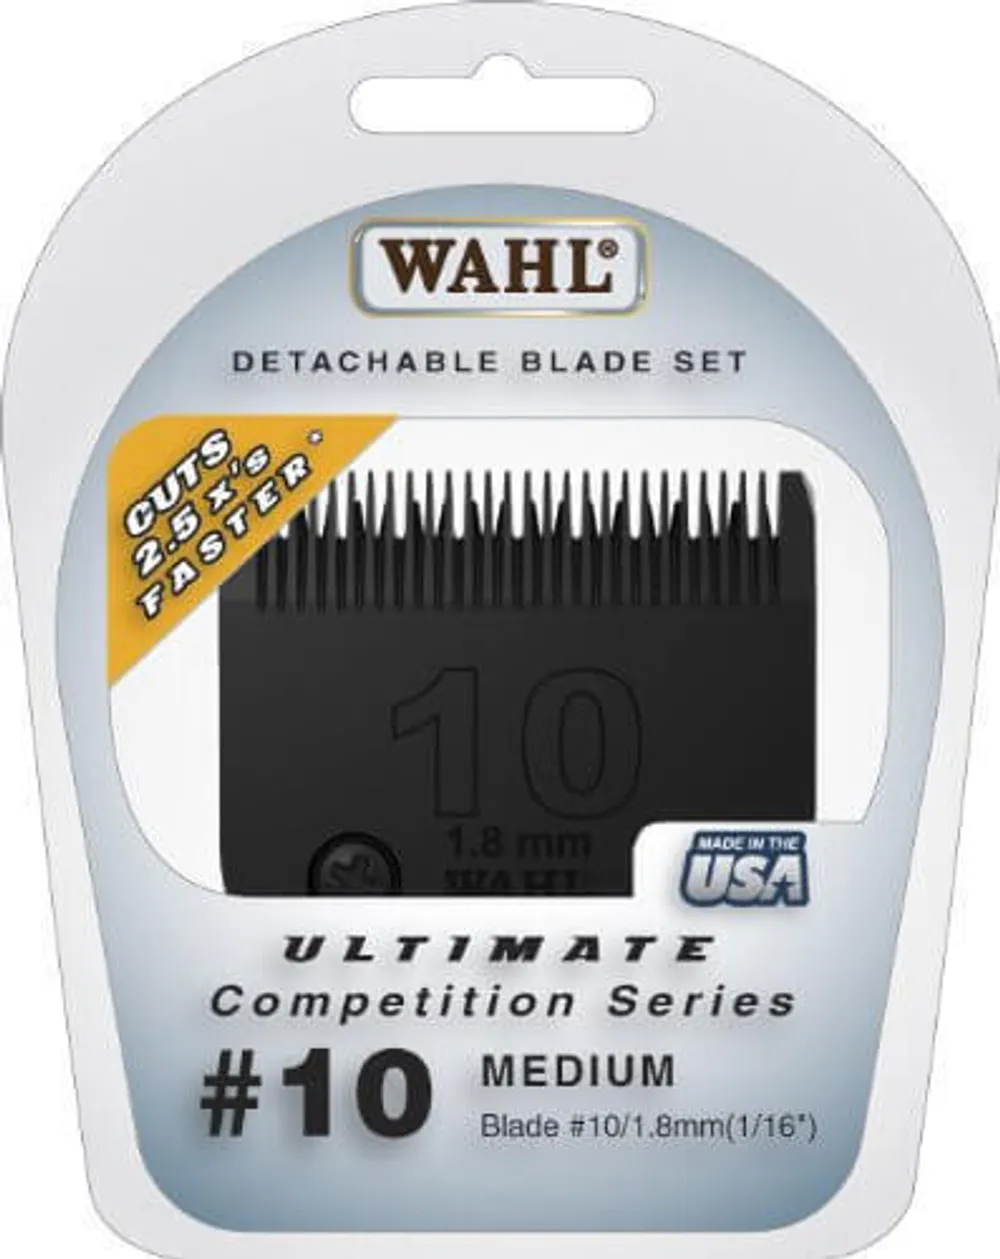 WAHL®
DETACHABLE BLADE SET
CUTS
2.5 x's
FASTER*
10
1.8 mm
WAHL
MADE IN THE
USA
ULTIMATE
Competition Series
#10
MEDIUM
Blade #10/1.8mm(1/16")